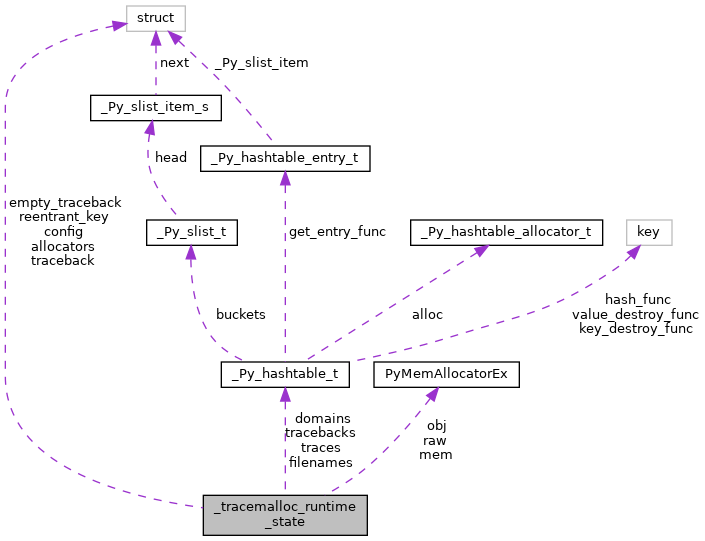 struct
next
_Py_slist_item
_Py_slist_item_s
head
_Py_hashtable_entry_t
empty_traceback
reentrant_key
config
allocators
traceback
_Py_slist_t
get_entry_func
_Py_hashtable_allocator_t
key
buckets
alloc
hash_func
value_destroy_func
key_destroy_func
_Py_hashtable_t
PyMemAllocatorEx
domains
tracebacks
traces
filenames
obj
raw
mem
_tracemalloc_runtime
_state